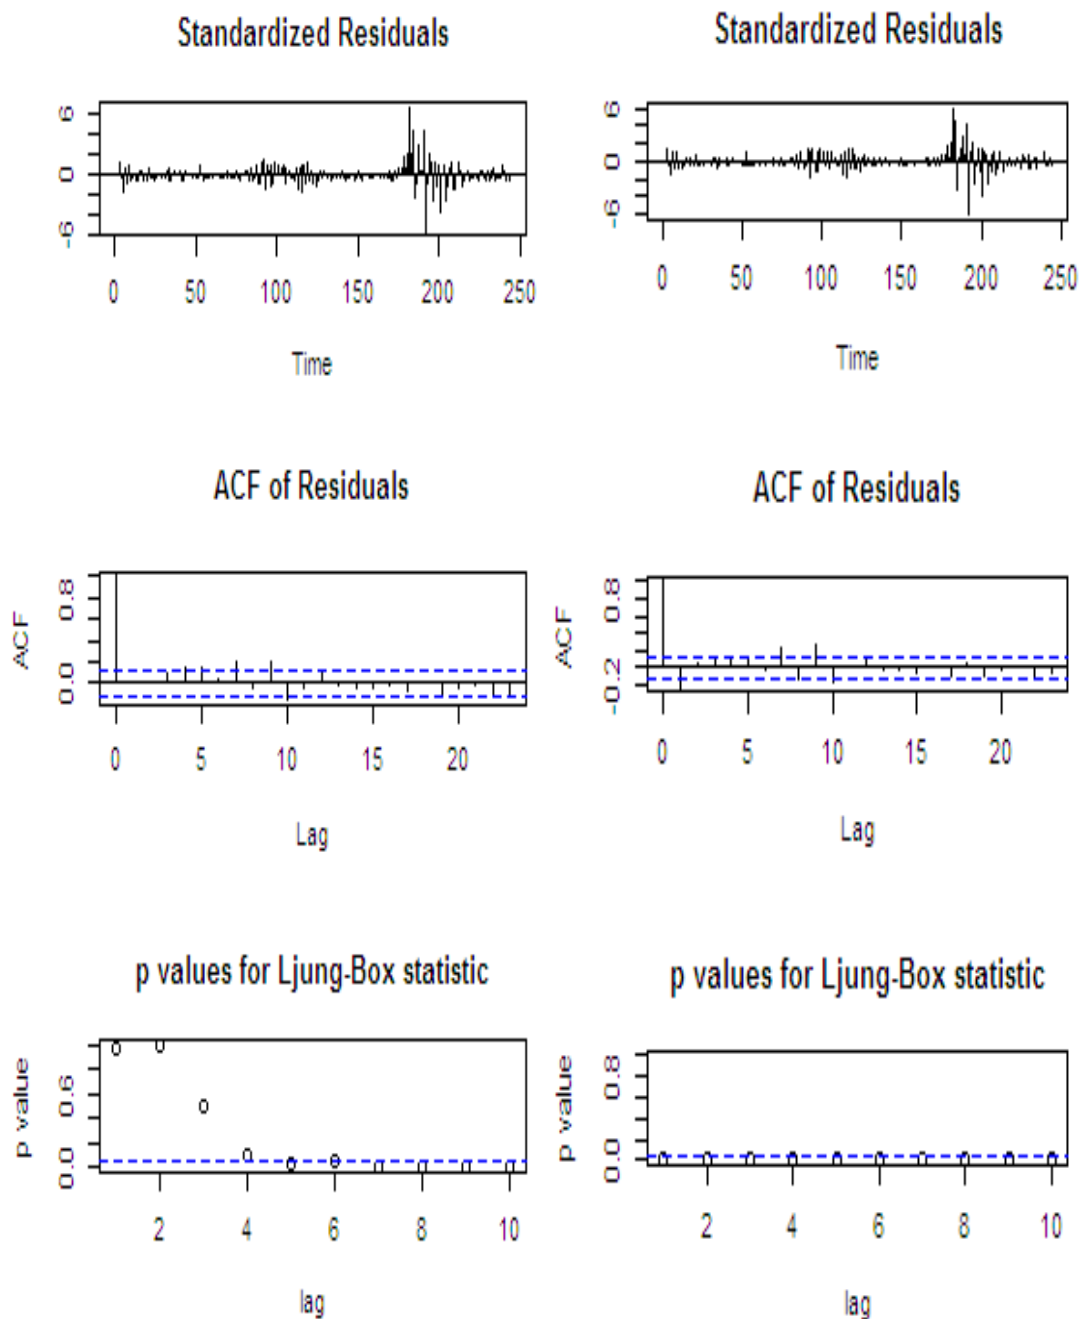 Standardized Residuals
6
0
-6
0 50 100 150 200 250
Time
Standardized Residuals
6
0
-6
0 50 100 150 200 250
Time
ACF of Residuals
ACF
0.8
0.0
0 5 10 15 20
Lag
ACF of Residuals
ACF
0.8
0.2
-0.2
0 5 10 15 20
Lag
p values for Ljung-Box statistic
p value
0.6
0.0
2 4 6 8 10
lag
p values for Ljung-Box statistic
p value
0.8
0.0
2 4 6 8 10
lag